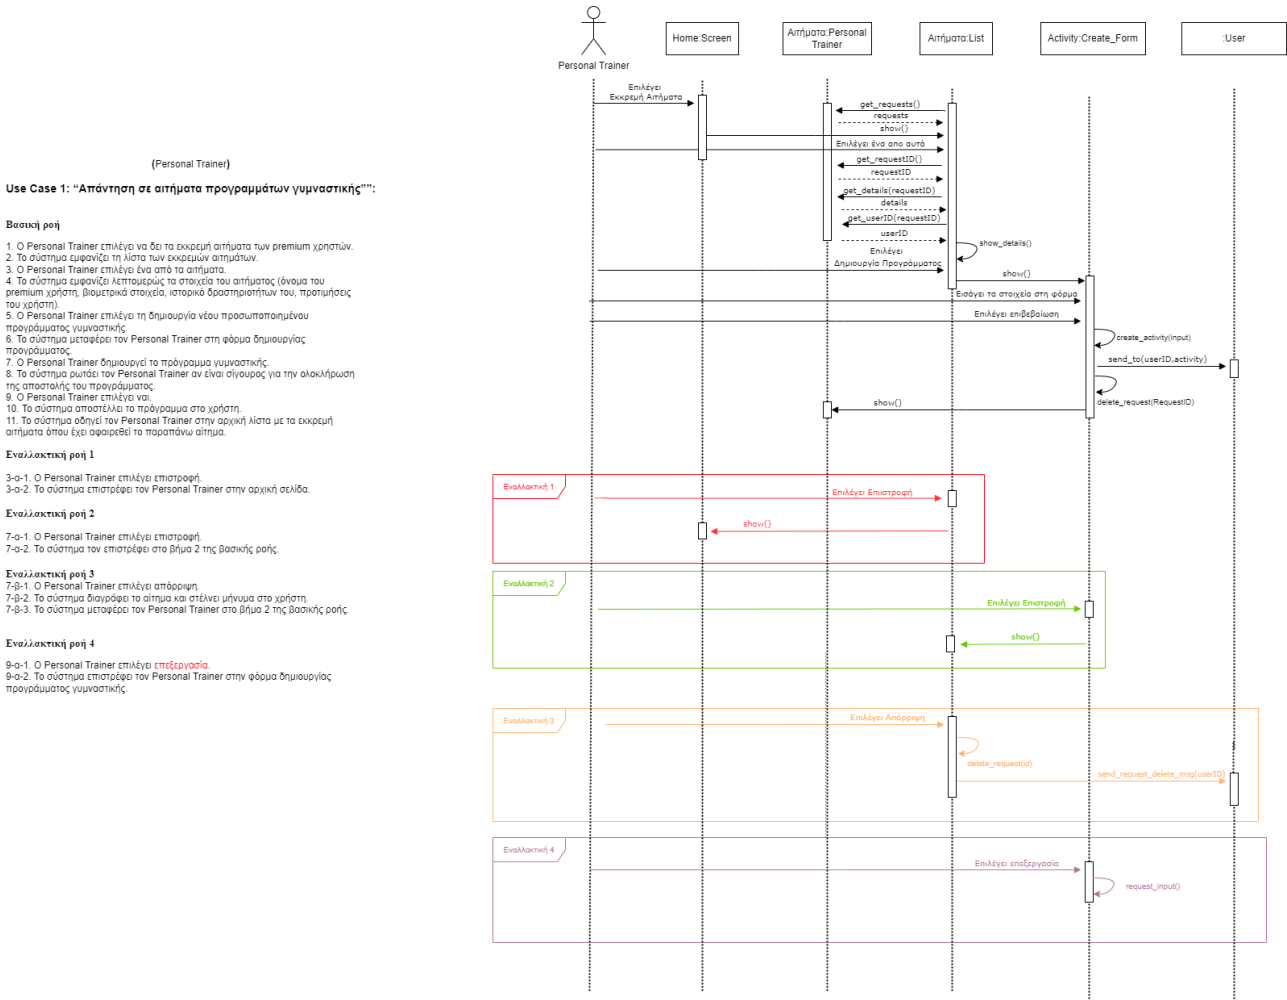 (Personal Trainer)
Use Case 1: “Απάντηση σε αιτήματα προγραμμάτων γυμναστικής””:
Βασική ροή
1. Ο Personal Trainer επιλέγει να δει τα εκκρεμή αιτήματα των premium χρηστών.
2. Το σύστημα εμφανίζει τη λίστα των εκκρεμών αιτημάτων.
3. Ο Personal Trainer επιλέγει ένα από τα αιτήματα.
4. Το σύστημα εμφανίζει λεπτομερώς τα στοιχεία του αιτήματος (όνομα του
premium χρήστη, βιομετρικά στοιχεία, ιστορικό δραστηριοτήτων του, προτιμήσεις
του χρήστη).
5. Ο Personal Trainer επιλέγει τη δημιουργία νέου προσωποποιημένου
προγράμματος γυμναστικής.
6. Το σύστημα μεταφέρει τον Personal Trainer στη φόρμα δημιουργίας
προγράμματος.
7. Ο Personal Trainer δημιουργεί το πρόγραμμα γυμναστικής.
8. Το σύστημα ρωτάει τον Personal Trainer αν είναι σίγουρος για την ολοκλήρωση
της αποστολής του προγράμματος.
9. Ο Personal Trainer επιλέγει ναι.
10. Το σύστημα αποστέλλει το πρόγραμμα στο χρήστη.
11. Το σύστημα οδηγεί τον Personal Trainer στην αρχική λίστα με τα εκκρεμή
αιτήματα όπου έχει αφαιρεθεί το παραπάνω αίτημα.
Εναλλακτική ροή 1
3-α-1. Ο Personal Trainer επιλέγει επιστροφή.
3-α-2. Το σύστημα επιστρέφει τον Personal Trainer στην αρχική σελίδα.
Εναλλακτική ροή 2
7-α-1. Ο Personal Trainer επιλέγει επιστροφή.
7-α-2. Το σύστημα τον επιστρέφει στο βήμα 2 της βασικής ροής.
Εναλλακτική ροή 3
7-β-1. Ο Personal Trainer επιλέγει απόρριψη.
7-β-2. Το σύστημα διαγράφει το αίτημα και στέλνει μήνυμα στο χρήστη.
7-β-3. Το σύστημα μεταφέρει τον Personal Trainer στο βήμα 2 της βασικής ροής.
Εναλλακτική ροή 4
9-α-1. Ο Personal Trainer επιλέγει επεξεργασία.
9-α-2. Το σύστημα επιστρέφει τον Personal Trainer στην φόρμα δημιουργίας
προγράμματος γυμναστικής.
Personal Trainer
Home:Screen
Αιτήματα:Personal
Trainer
Αιτήματα:List
Activity:Create_Form
:User
Επιλέγει
Εκκρεμή Αιτήματα
get_requests()
requests
show()
Επιλέγει ένα απο αυτά
get_requestID()
requestID
get_details(requestID)
details
get_userID(requestID)
userID
show_details()
Επιλέγει
Δημιουργία Προγράμματος
show()
Εισάγει τα στοιχεία στη φόρμα
Επιλέγει επιβεβαίωση
create_activity(input)
send_to(userID,activity)
delete_request(RequestID)
show()
Εναλλακτική 1
Επιλέγει Επιιστροφή
show()
Εναλλακτική 2
Επιλέγει Επιστροφή
show()
Εναλλακτική 3
Επιλέγει Απόρριψη
delete_request(id)
send_request_delete_msg(userID)
Εναλλακτική 4
Επιλέγει επεξεργασία
request_input()